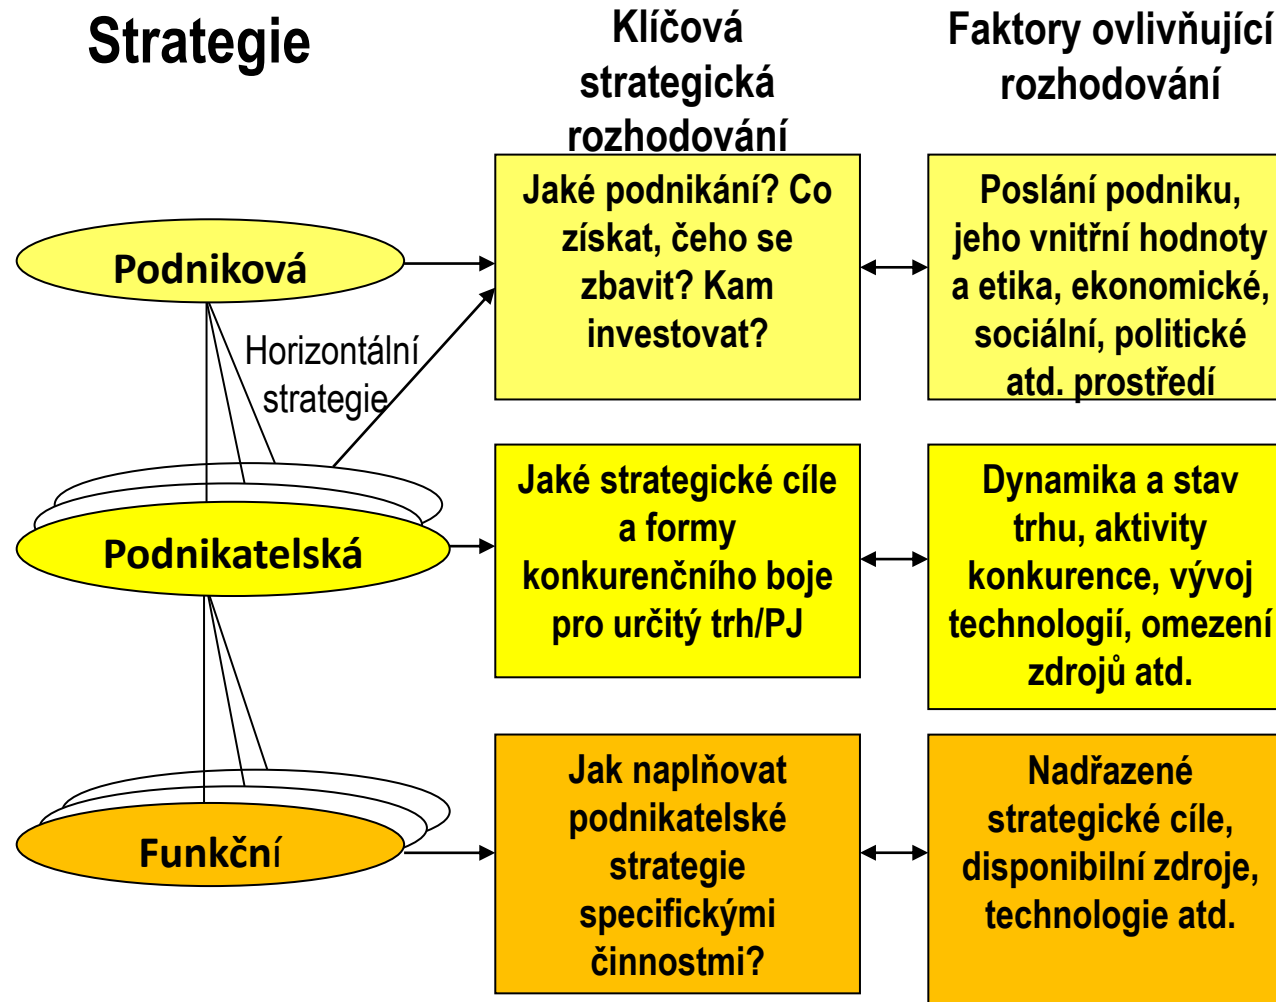 Strategie
Klíčová
strategická
rozhodování
Faktory ovlivňující
rozhodování
Podniková
Jaké podnikání? Co
získat, čeho se
zbavit? Kam
investovat?
Poslání podniku,
jeho vnitřní hodnoty
a etika, ekonomické,
sociální, politické
atd. prostředí
Horizontální
strategie
Podnikatelská
Jaké strategické cíle
a formy
konkurenčního boje
pro určitý trh/PJ
Dynamika a stav
trhu, aktivity
konkurence, vývoj
technologií, omezení
zdrojů atd.
Funkční
Jak naplňovat
podnikatelské
strategie
specifickými
činnostmi?
Nadřazené
strategické cíle,
disponibilní zdroje,
technologie atd.